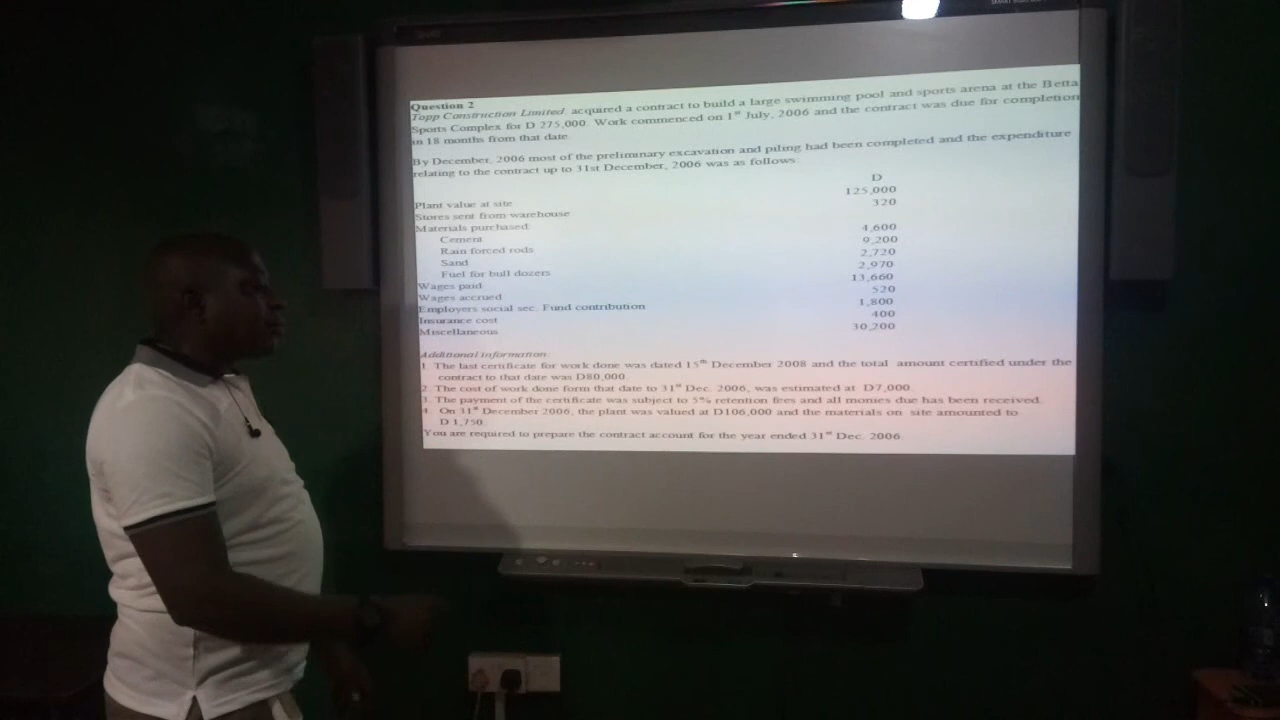 Question 2
Topp Construction Limited acquired a contract to build a large swimming pool and sports arena at the Betta
Sports Complex for D 275,000. Work commenced on 1st July, 2006 and the contract was due for completion
in 18 months from that date.
By December, 2006 most of the preliminary excavation and piling had been completed and the expenditure
relating to the contract up to 31st December, 2006 was as follows:
D
125,000
Plant value at site 320
Stores sent from warehouse
Materials purchased: 4,600
Cement 9,200
Rain forced rods 2,720
Sand 2,970
Fuel for bull dozers 13,660
Wages paid 520
Wages accrued 1,800
Employers social sec. Fund contribution 400
Insurance cost 30,200
Miscellaneous
Additional information:
1. The last certificate for work done was dated 15th December 2008 and the total amount certified under the
contract to that date was D80,000.
2. The cost of work done form that date to 31st Dec. 2006, was estimated at D7,000
3. The payment of the certificate was subject to 5% retention fees and all monies due has been received.
4. On 31st December 2006, the plant was valued at D106,000 and the materials on site amounted to
D 1,750.
You are required to prepare the contract account for the year ended 31st Dec. 2006.